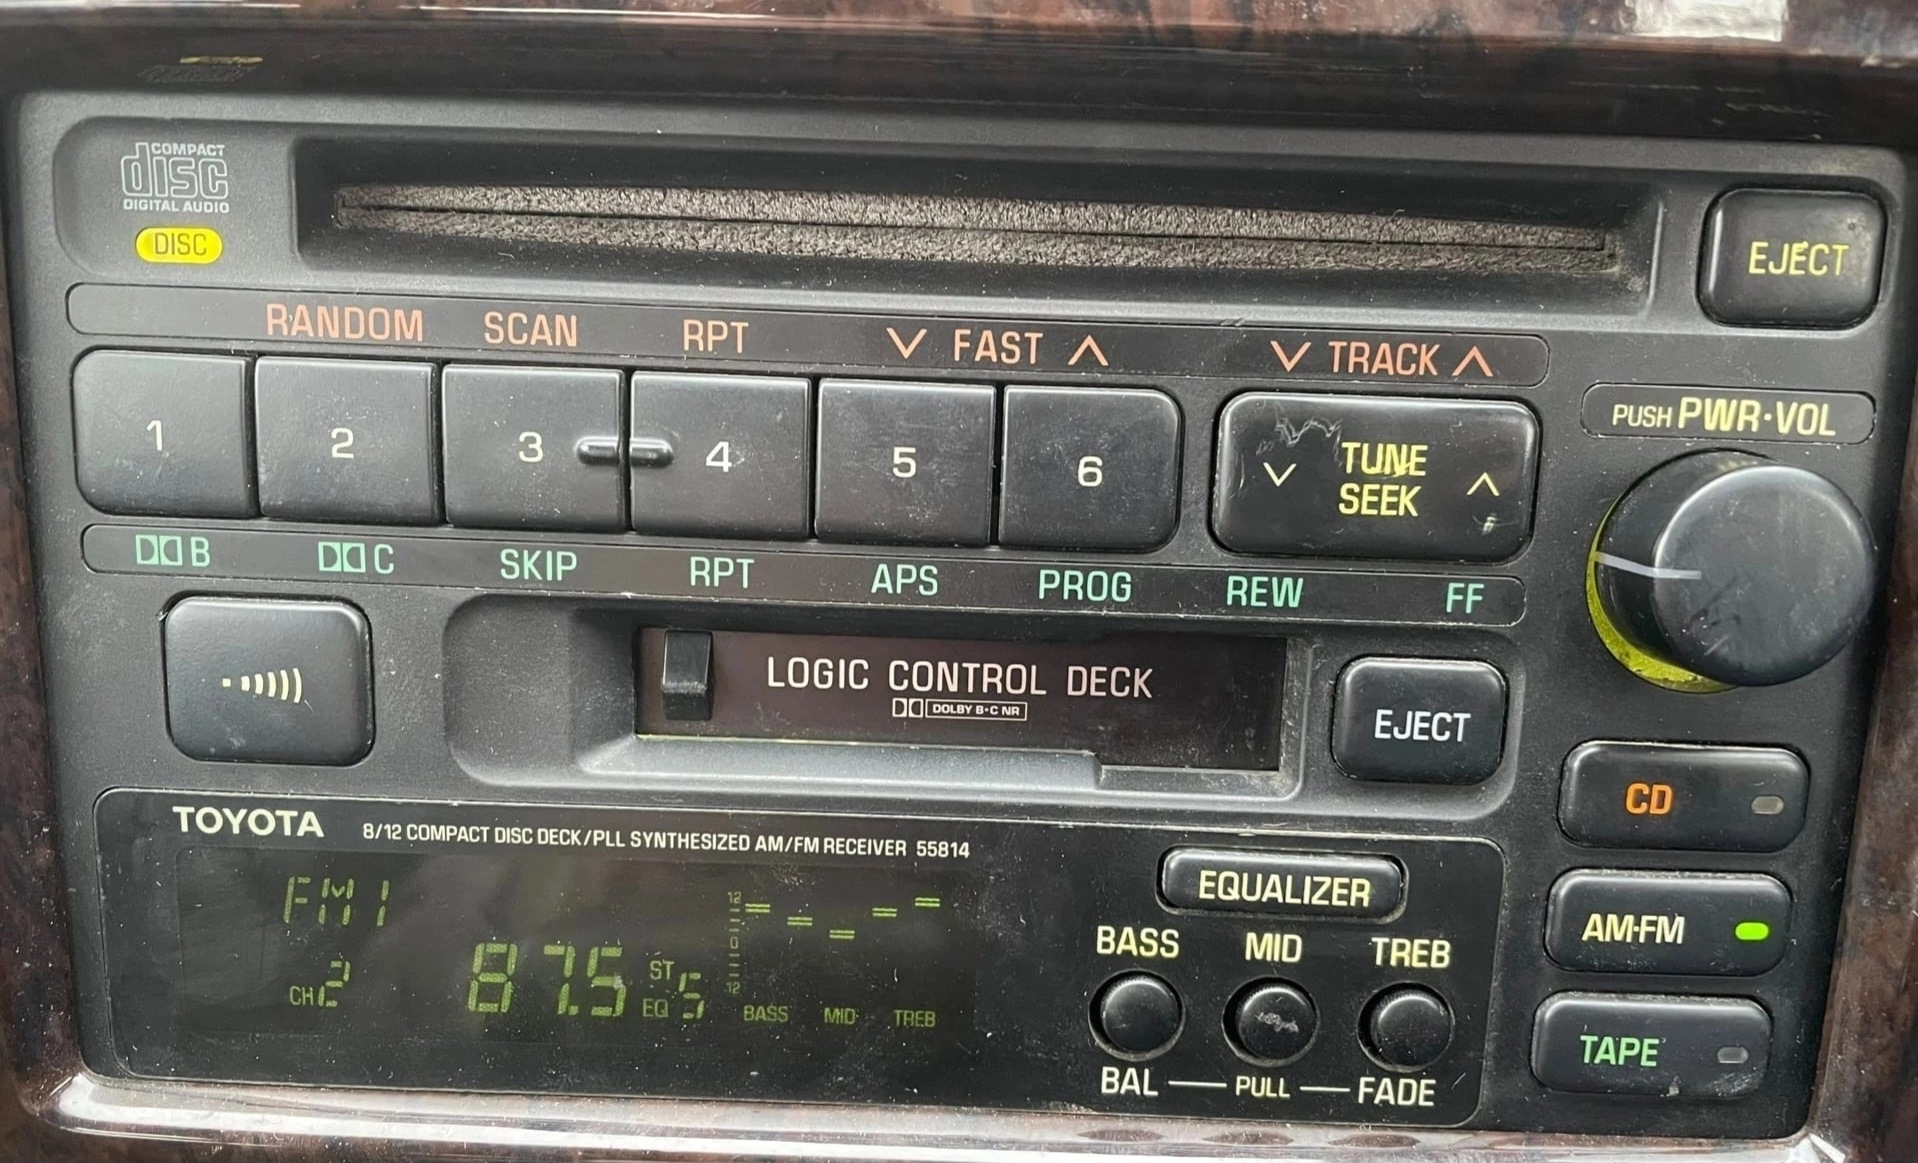 COMPACT
disc
DIGITAL AUDIO
DISC
EJECT
RANDOM SCAN RPT ∨ FAST ∧ ∨ TRACK ∧
PUSH PWR·VOL
1 2 3 4 5 6
∨ TUNE ∧
SEEK
B C SKIP RPT APS PROG REW FF
LOGIC CONTROL DECK
DOLBY B·C NR
EJECT
CD
TOYOTA 8/12 COMPACT DISC DECK/PLL SYNTHESIZED AM/FM RECEIVER 55814
EQUALIZER
AM·FM
FM1
12
0
12
CH 2 87.5 ST
EQ 5
BASS MID TREB
BASS MID TREB
BAL — PULL — FADE
TAPE